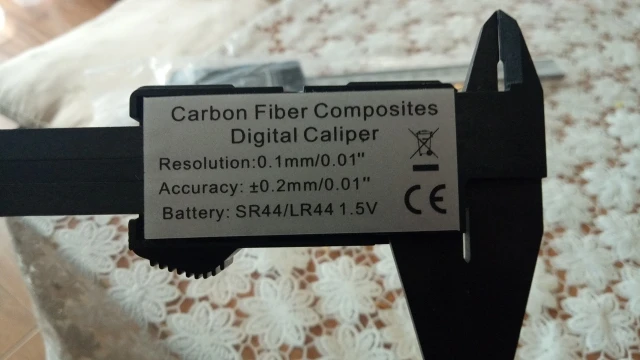 Carbon Fiber Composites
Digital Caliper
Resolution:0.1mm/0.01"
Accuracy: ±0.2mm/0.01"
Battery: SR44/LR44 1.5V
CE